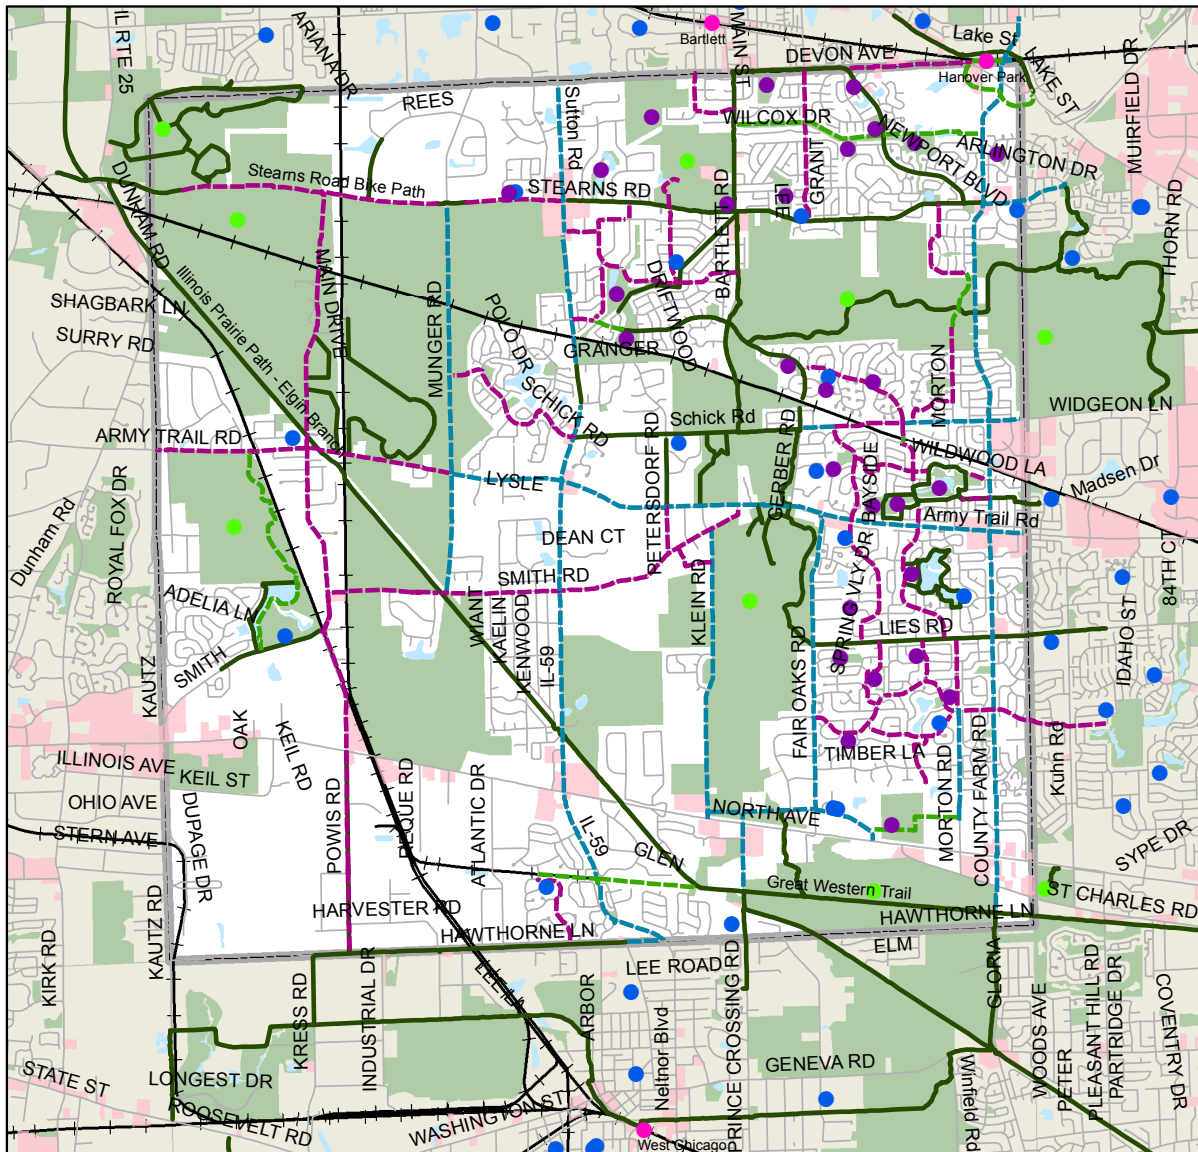 IL RTE 25
ARIANA DR
MAIN ST
Bartlett
DEVON AVE
Lake St
Hanover Park
LAKE ST
MUIRFIELD DR
REES
Sutton Rd
WILCOX DR
NEWPORT BLVD
ARLINGTON DR
GRANT
LEE
DUNHAM RD
Stearns Road Bike Path
STEARNS RD
BARTLETT RD
THORN RD
Illinois Prairie Path - Elgin Branch
MAIN DRIVE
SHAGBARK LN
SURRY RD
MUNGER RD
POLO DR
DRIFTWOOD
GRANGER
SCHICK RD
Schick Rd
MORTON
WIDGEON LN
ARMY TRAIL RD
PETERSDORF RD
GERBER RD
BAYSIDE
WILDWOOD LA
Madsen Dr
LYSLE
ROYAL FOX DR
Dunham Rd
DEAN CT
Army Trail Rd
84TH CT
ADELIA LN
SMITH RD
WIANT
KAELIN
KENWOOD
IL-59
KLEIN RD
SPRING VLY DR
LIES RD
IDAHO ST
SMITH
KAUTZ
OAK
KEIL RD
FAIR OAKS RD
TIMBER LA
Kuhn Rd
ILLINOIS AVE
KEIL ST
OHIO AVE
DUPAGE DR
STERN AVE
POWIS RD
ATLANTIC DR
IL-59
NORTH AVE
MORTON RD
COUNTY FARM RD
SYPE DR
GLEN
Great Western Trail
ST CHARLES RD
KAUTZ RD
HARVESTER RD
HAWTHORNE LN
HAWTHORNE LN
ELM
KIRK RD
KRESS RD
INDUSTRIAL DR
ARBOR
LEE ROAD
Neltnor Blvd
PRINCE CROSSING RD
GLORIA
WOODS AVE
PETER
PLEASANT HILL RD
PARTRIDGE DR
COVENTRY DR
GENEVA RD
Winfield Rd
STATE ST
LONGEST DR
ROOSEVELT RD
WASHINGTON ST
West Chicago